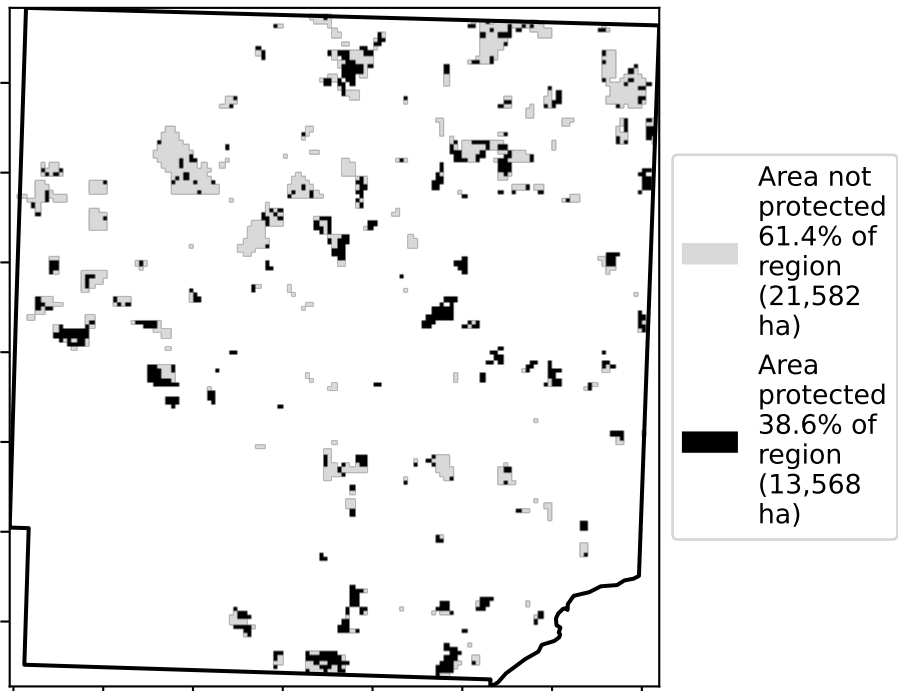 Area not
protected
61.4% of
region
(21,582
ha)
Area
protected
38.6% of
region
(13,568
ha)